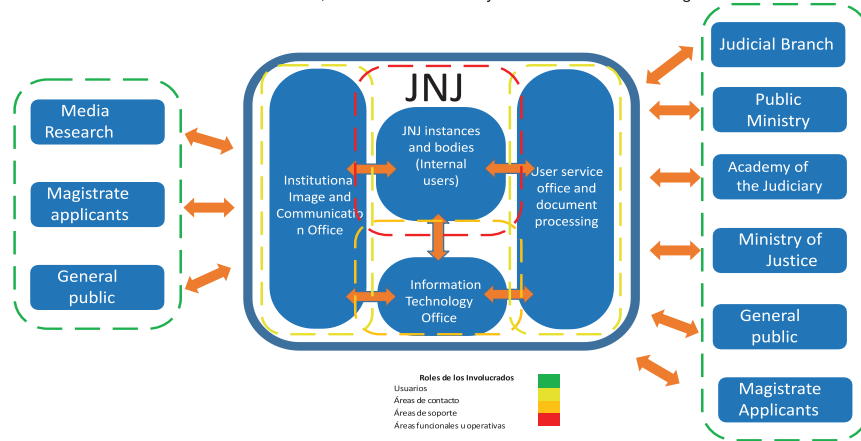 Media
Research
Magistrate
applicants
General
public
JNJ
Institutiona
Image and
Communicatio
n Office
JNJ instances
and bodies
(Internal
users)
Information
Technology
Office
User service
office and
document
processing
Judicial Branch
Public
Ministry
Academy of
the Judiciary
Ministry of
Justice
General
public
Magistrate
Applicants
Roles de los Involucrados
Usuarios
Áreas de contacto
Áreas de soporte
Áreas funcionales u operativas